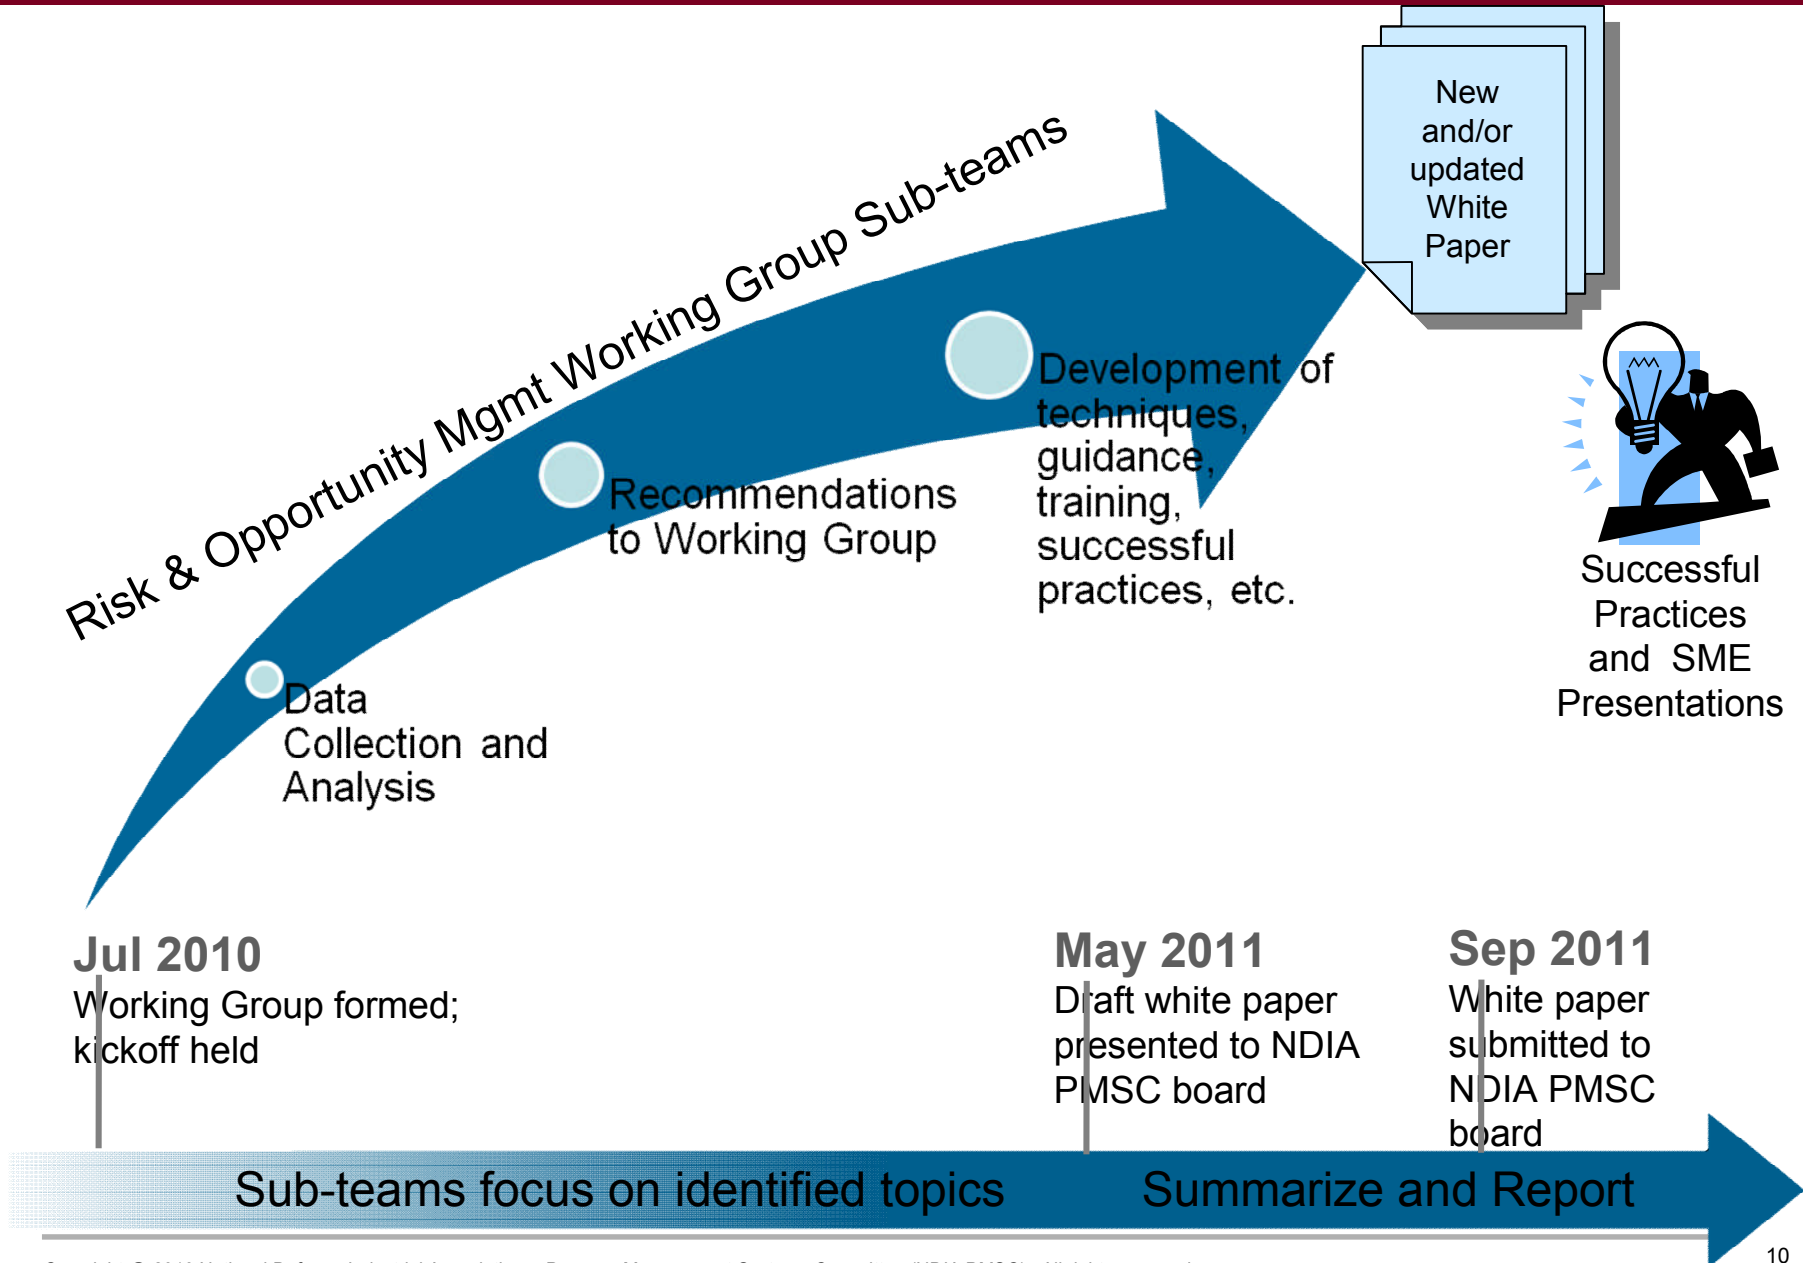 New
and/or
updated
White
Paper
Risk & Opportunity Mgmt Working Group Sub-teams
Development of
techniques,
guidance,
training,
successful
practices, etc.
Recommendations
to Working Group
Data
Collection and
Analysis
Successful
Practices
and SME
Presentations
Jul 2010
Working Group formed;
kickoff held
May 2011
Draft white paper
presented to NDIA
PMSC board
Sep 2011
White paper
submitted to
NDIA PMSC
board
Sub-teams focus on identified topics
Summarize and Report
10